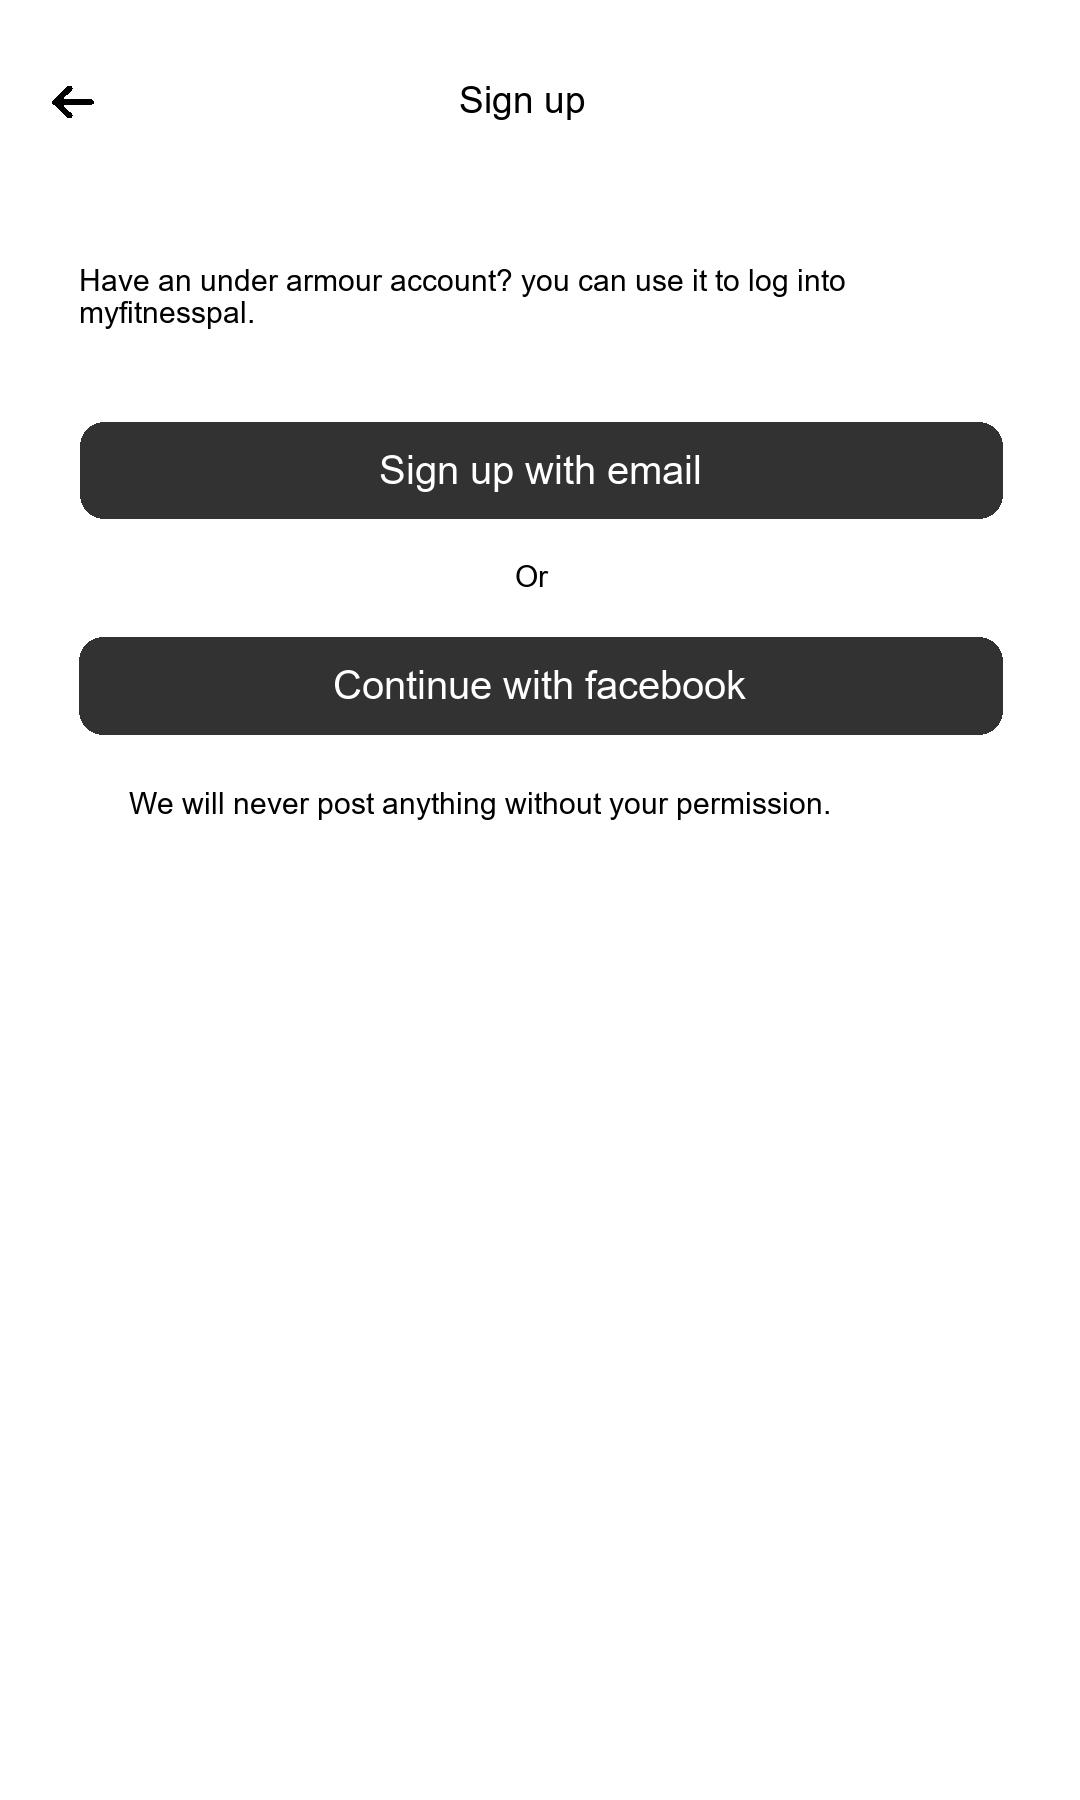 Sign up
Have an under armour account? you can use it to log into
myfitnesspal.
Sign up with email
Or
Continue with facebook
We will never post anything without your permission.